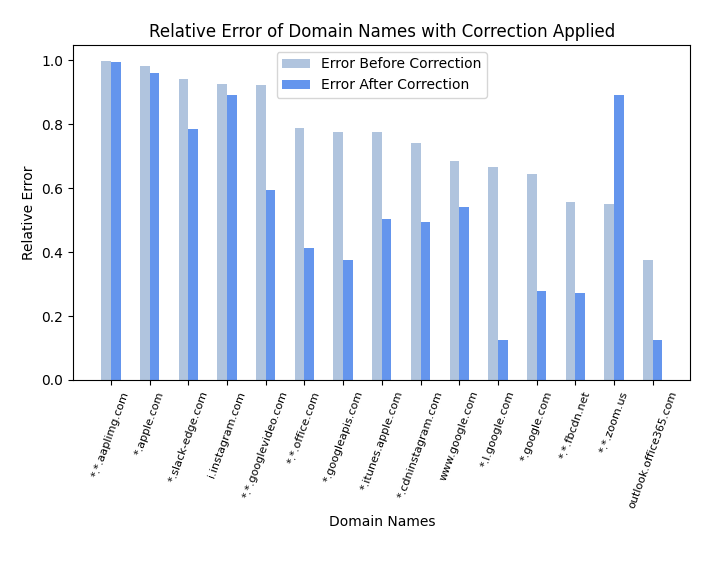 Relative Error of Domain Names with Correction Applied
Error Before Correction
Error After Correction
Relative Error
1.0
0.8
0.6
0.4
0.2
0.0
*.*.aaplimg.com
*.apple.com
*.slack-edge.com
i.instagram.com
*.*.googlevideo.com
*.*.office.com
*.googleapis.com
*.itunes.apple.com
*.cdninstagram.com
www.google.com
*.l.google.com
*.google.com
*.*.fbcdn.net
*.*.zoom.us
outlook.office365.com
Domain Names